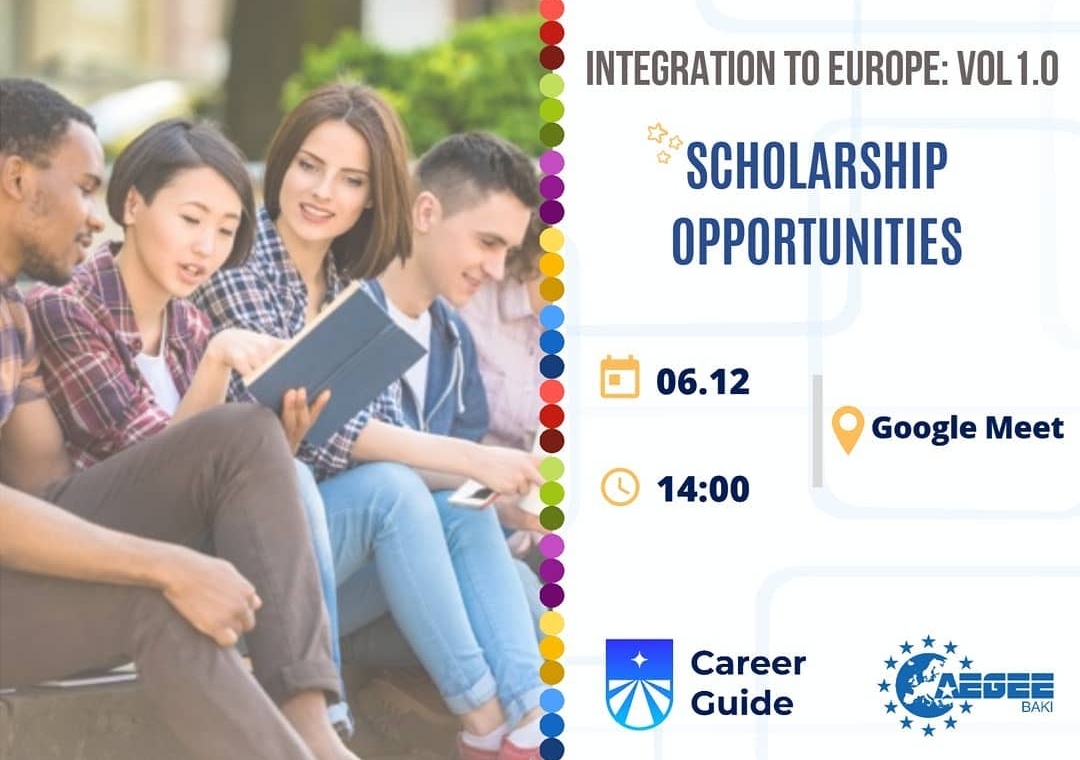 INTEGRATION TO EUROPE: VOL1.0
SCHOLARSHIP
OPPORTUNITIES
06.12
Google Meet
14:00
Career
Guide
AEGEE
BAKI